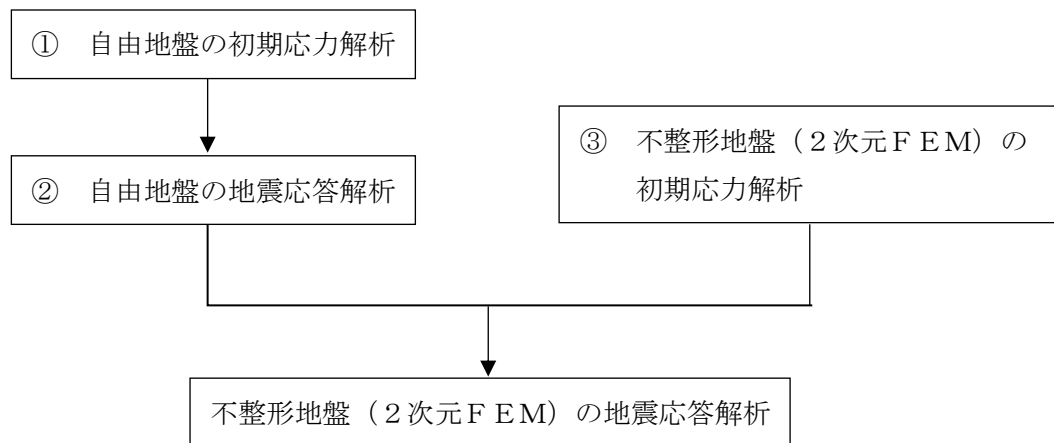 ① 自由地盤の初期応力解析
② 自由地盤の地震応答解析
③ 不整形地盤（２次元ＦＥＭ）の
初期応力解析
不整形地盤（２次元ＦＥＭ）の地震応答解析